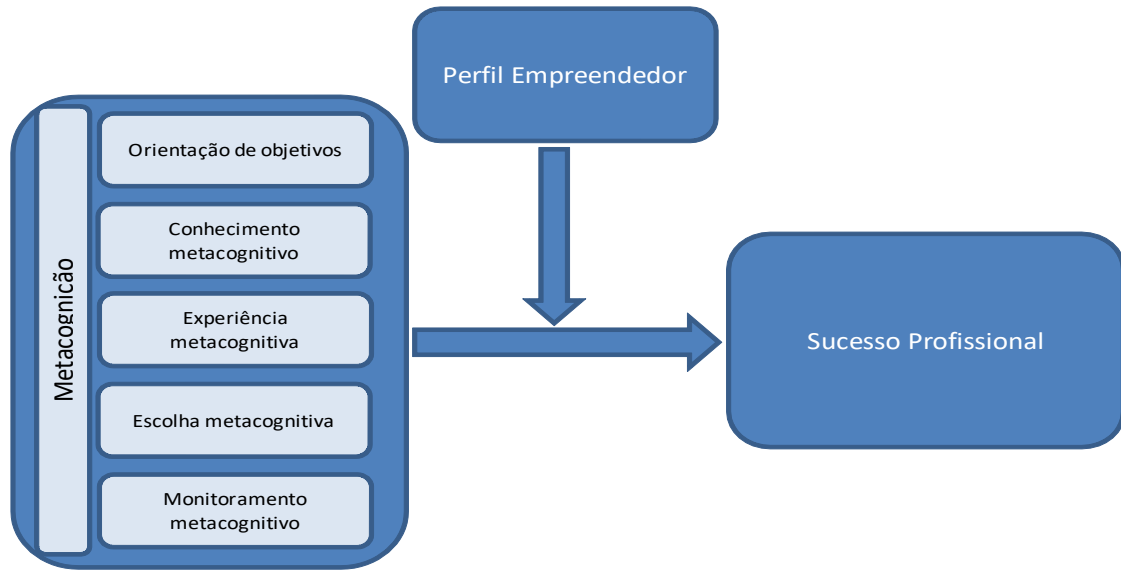 Perfil Empreendedor
Metacognição
Orientação de objetivos
Conhecimento
metacognitivo
Experiência
metacognitiva
Escolha metacognitiva
Monitoramento
metacognitivo
Sucesso Profissional